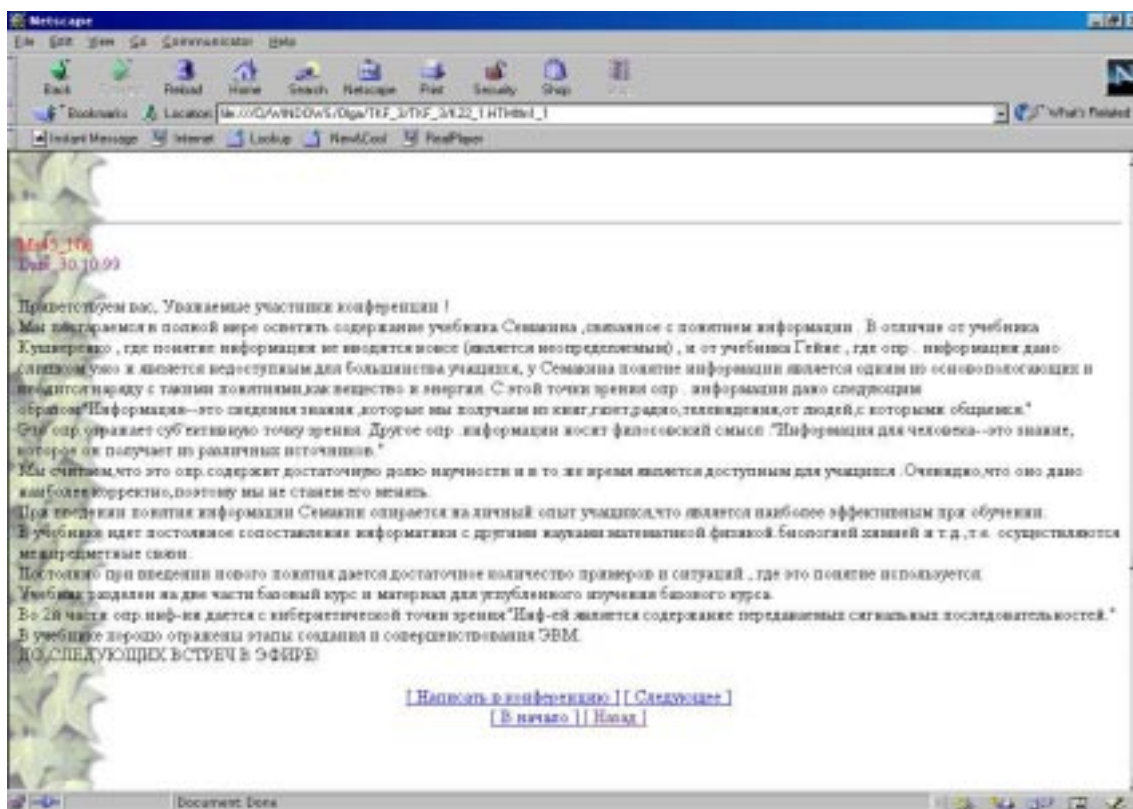 Netscape
File Edit View Go Communicator Help
Back Reload Home Search Netscape Print Security Shop
Bookmarks Location: What's Related
Instant Message Internet Lookup New&Cool RealPlayer
Date_30.10.99
Приветствуем вас, Уважаемые участники конференции !
Мы постараемся в полной мере осветить содержание учебника Семакина ,связанное с понятием информации . В отличие от учебника
Кушниренко , где понятие информации не вводится вовсе (является неопределяемым) , и от учебника Гейне , где опр . информации дано
слишком узко и является недоступным для большинства учащихся, у Семакина понятие информации является одним из основопологающих и
вводится наряду с такими понятиями,как вещество и энергия. С этой точки зрения опр . информации дано следующим
образом"Информация--это сведения знания ,которые мы получаем из книг,газет,радио,телевидения,от людей,с которыми общаемся."
Это опр.отражает субъективную точку зрения. Другое опр .информации носит филосовский смысл :"Информация для человека--это знание,
которое он получает из различных источников."
Мы считаем,что это опр.содержит достаточную долю научности и в то же время является доступным для учащихся .Очевидно,что оно дано
наиболее корректно,поэтому мы не станем его менять.
При введении понятия информации Семакин опирается на личный опыт учащихся,что является наиболее эффективным при обучении.
В учебнике идет постоянное сопоставление информатики с другими науками математикой физикой биологией химией и т.д.,т.е. осуществляются
межпредметные связи.
Постоянно при введении нового понятия дается достаточное количество примеров и ситуаций , где это понятие используется.
Учебник разделен на две части базовый курс и материал для углубленного изучения базового курса.
Во 2й части опр.инф-ии дается с кибернетической точки зрения"Инф-ей является содержание передаваемых сигнальных последовательностей."
В учебнике хорошо отражены этапы создания и совершенствования ЭВМ.
ДО СЛЕДУЮЩИХ ВСТРЕЧ В ЭФИРЕ!
[ Написать в конференцию ] [ Следующее ]
[ В начало ] [ Назад ]
Document: Done